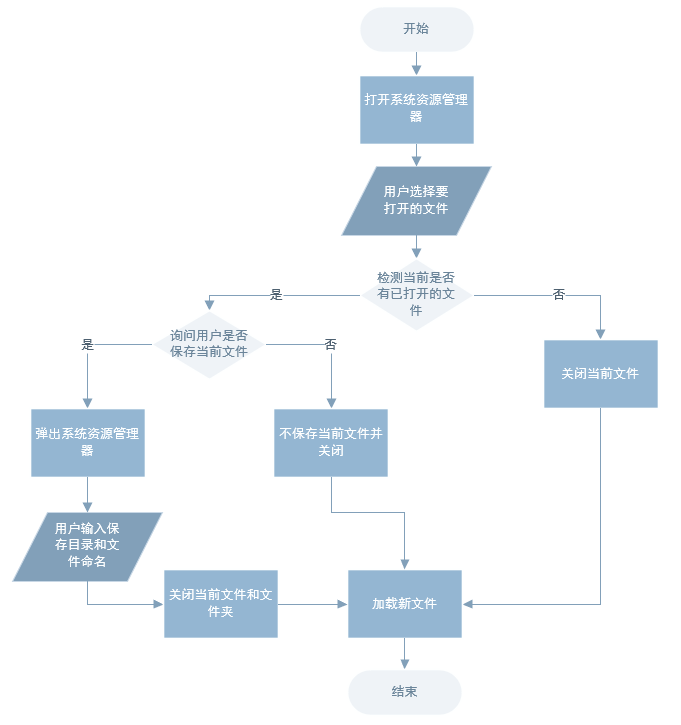 开始
打开系统资源管理
器
用户选择要
打开的文件
检测当前是否
有已打开的文
件
是
否
询问用户是否
保存当前文件
是
否
关闭当前文件
弹出系统资源管理
器
不保存当前文件并
关闭
用户输入保
存目录和文
件命名
关闭当前文件和文
件夹
加载新文件
结束